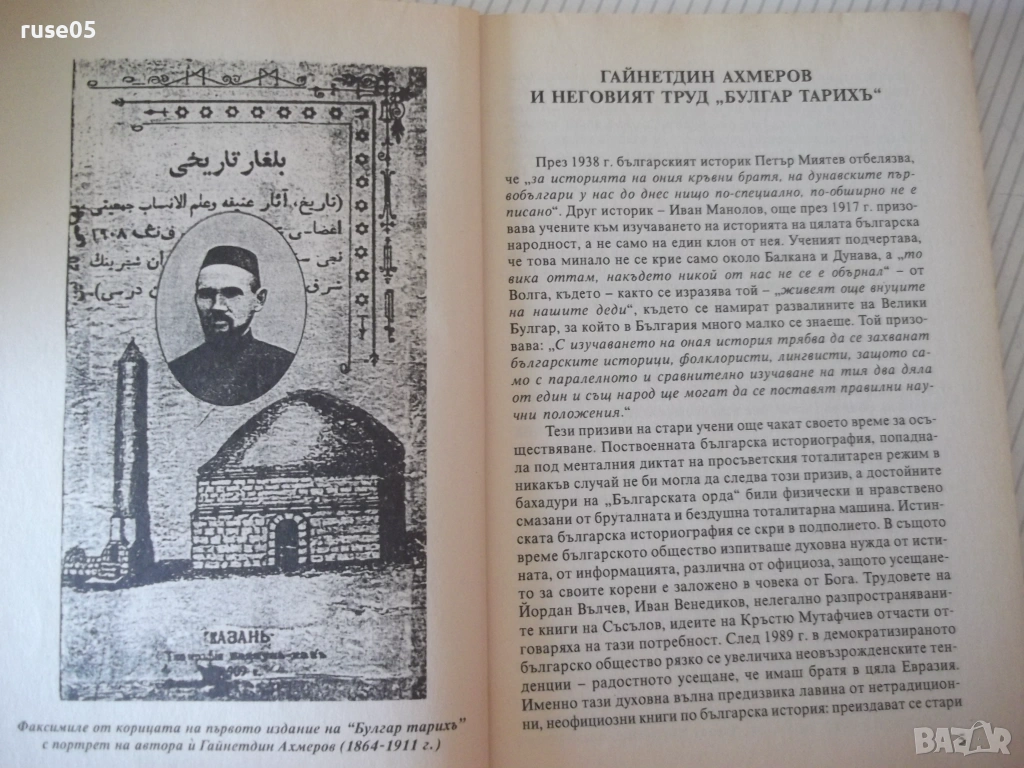 ruse05
بلغار تاريخى
(تاريخ، آثار عتيقه وعلم الانساب جمعيتى
КАЗАНЬ
Факсимиле от корицата на първото издание на "Булгар тарихъ"
с портрет на автора ѝ Гайнетдин Ахмеров (1864-1911 г.)
ГАЙНЕТДИН АХМЕРОВ
И НЕГОВИЯТ ТРУД „БУЛГАР ТАРИХЪ“
През 1938 г. българският историк Петър Миятев отбелязва,
че „за историята на ония кръвни братя, на дунавските пър-
вобългари у нас до днес нищо по-специално, по-обширно не е
писано“. Друг историк – Иван Манолов, още през 1917 г. призо-
вава учените към изучаването на историята на цялата българска
народност, а не само на един клон от нея. Ученият подчертава,
че това минало не се крие само около Балкана и Дунава, а „то
вика оттам, накъдето никой от нас не се е обърнал“ – от
Волга, където – както се изразява той – „живеят още внуците
на нашите деди“, където се намират развалините на Велики
Булгар, за който в България много малко се знаеше. Той призо-
вава: „С изучаването на оная история трябва да се захванат
българските историци, фолклористи, лингвисти, защото са-
мо с паралелното и сравнително изучаване на тия два дяла
от един и същ народ ще могат да се поставят правилни нау-
чни положения.“
Тези призиви на стари учени още чакат своето време за осъ-
ществяване. Поствоенната българска историография, попадна-
ла под менталния диктат на просъветския тоталитарен режим в
никакъв случай не би могла да следва този призив, а достойните
бахадури на „Българската орда“ били физически и нравствено
смазани от бруталната и бездушна тоталитарна машина. Истин-
ската българска историография се скри в подполието. В същото
време българското общество изпитваше духовна нужда от исти-
ната, от информацията, различна от официоза, защото усещане-
то за своите корени е заложено в човека от Бога. Трудовете на
Йордан Вълчев, Иван Венедиков, нелегално разпространявани-
те книги на Съсълов, идеите на Кръстю Мутафчиев отчасти от-
говаряха на тази потребност. След 1989 г. в демократизираното
българско общество рязко се увеличиха неовъзрожденските тен-
денции – радостното усещане, че имаш братя в цяла Евразия.
Именно тази духовна вълна предизвика лавина от нетрадицион-
ни, неофициозни книги по българска история: преиздават се стари
BAZAR